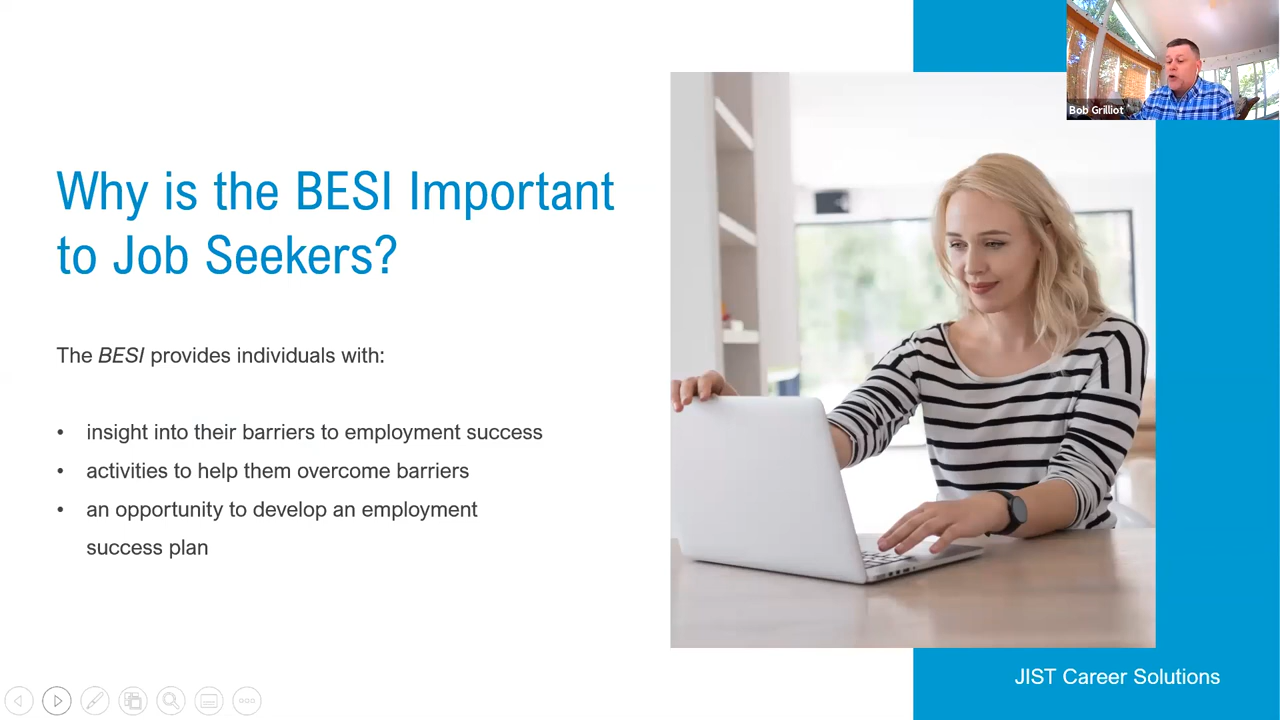 Bob Grilliot
Why is the BESI Important
to Job Seekers?
The BESI provides individuals with:
• insight into their barriers to employment success
• activities to help them overcome barriers
• an opportunity to develop an employment
success plan
JIST Career Solutions